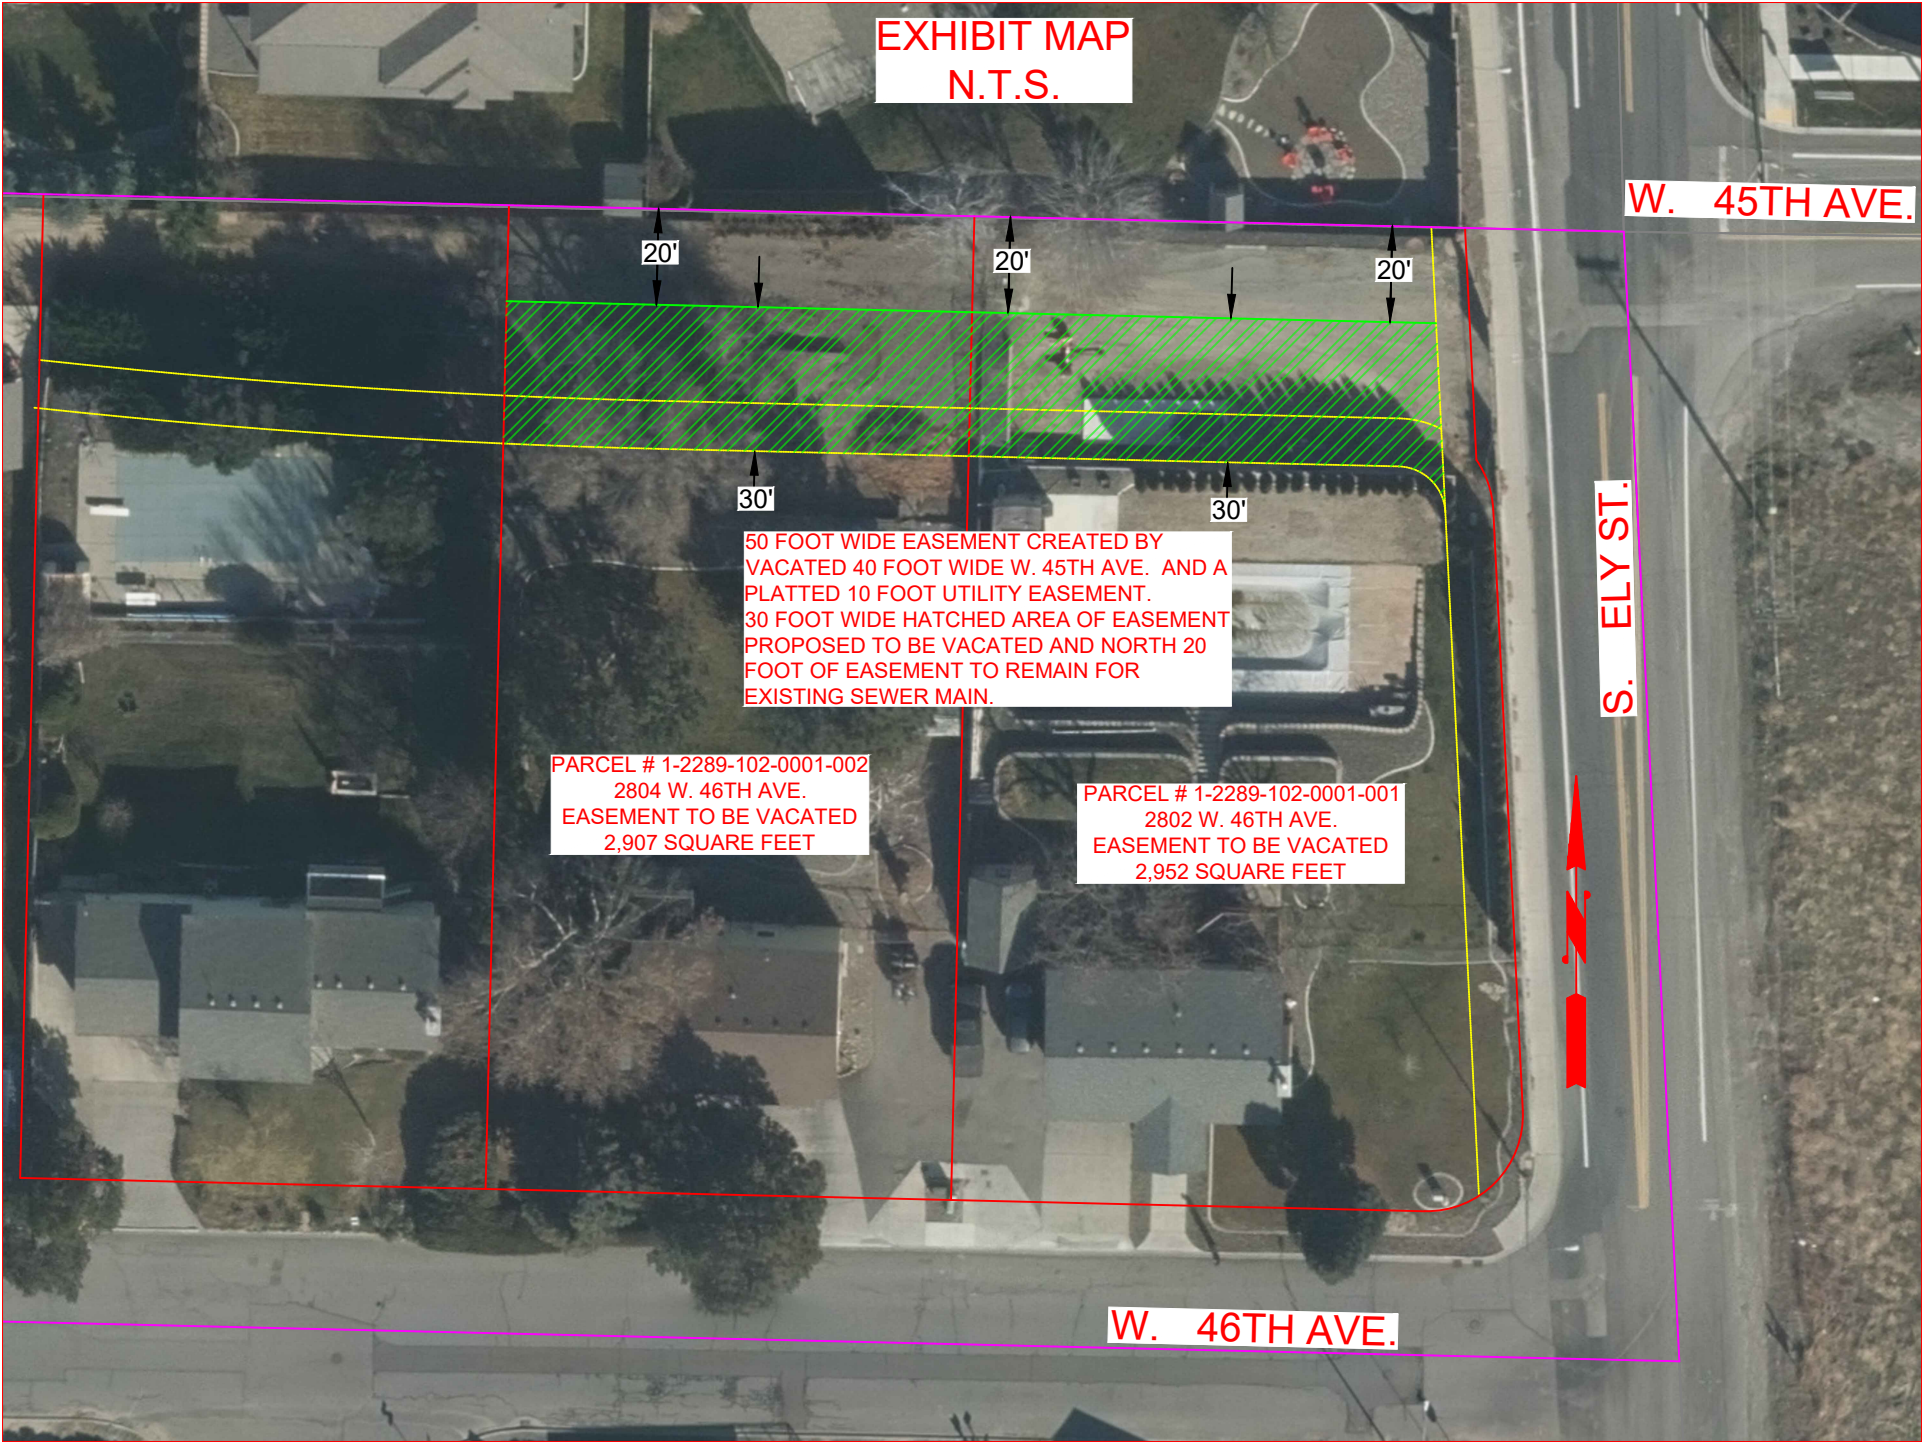 EXHIBIT MAP
N.T.S.
W. 45TH AVE.
20'
20'
20'
30'
30'
50 FOOT WIDE EASEMENT CREATED BY
VACATED 40 FOOT WIDE W. 45TH AVE. AND A
PLATTED 10 FOOT UTILITY EASEMENT.
30 FOOT WIDE HATCHED AREA OF EASEMENT
PROPOSED TO BE VACATED AND NORTH 20
FOOT OF EASEMENT TO REMAIN FOR
EXISTING SEWER MAIN.
S. ELY ST.
PARCEL # 1-2289-102-0001-002
2804 W. 46TH AVE.
EASEMENT TO BE VACATED
2,907 SQUARE FEET
PARCEL # 1-2289-102-0001-001
2802 W. 46TH AVE.
EASEMENT TO BE VACATED
2,952 SQUARE FEET
N
W. 46TH AVE.